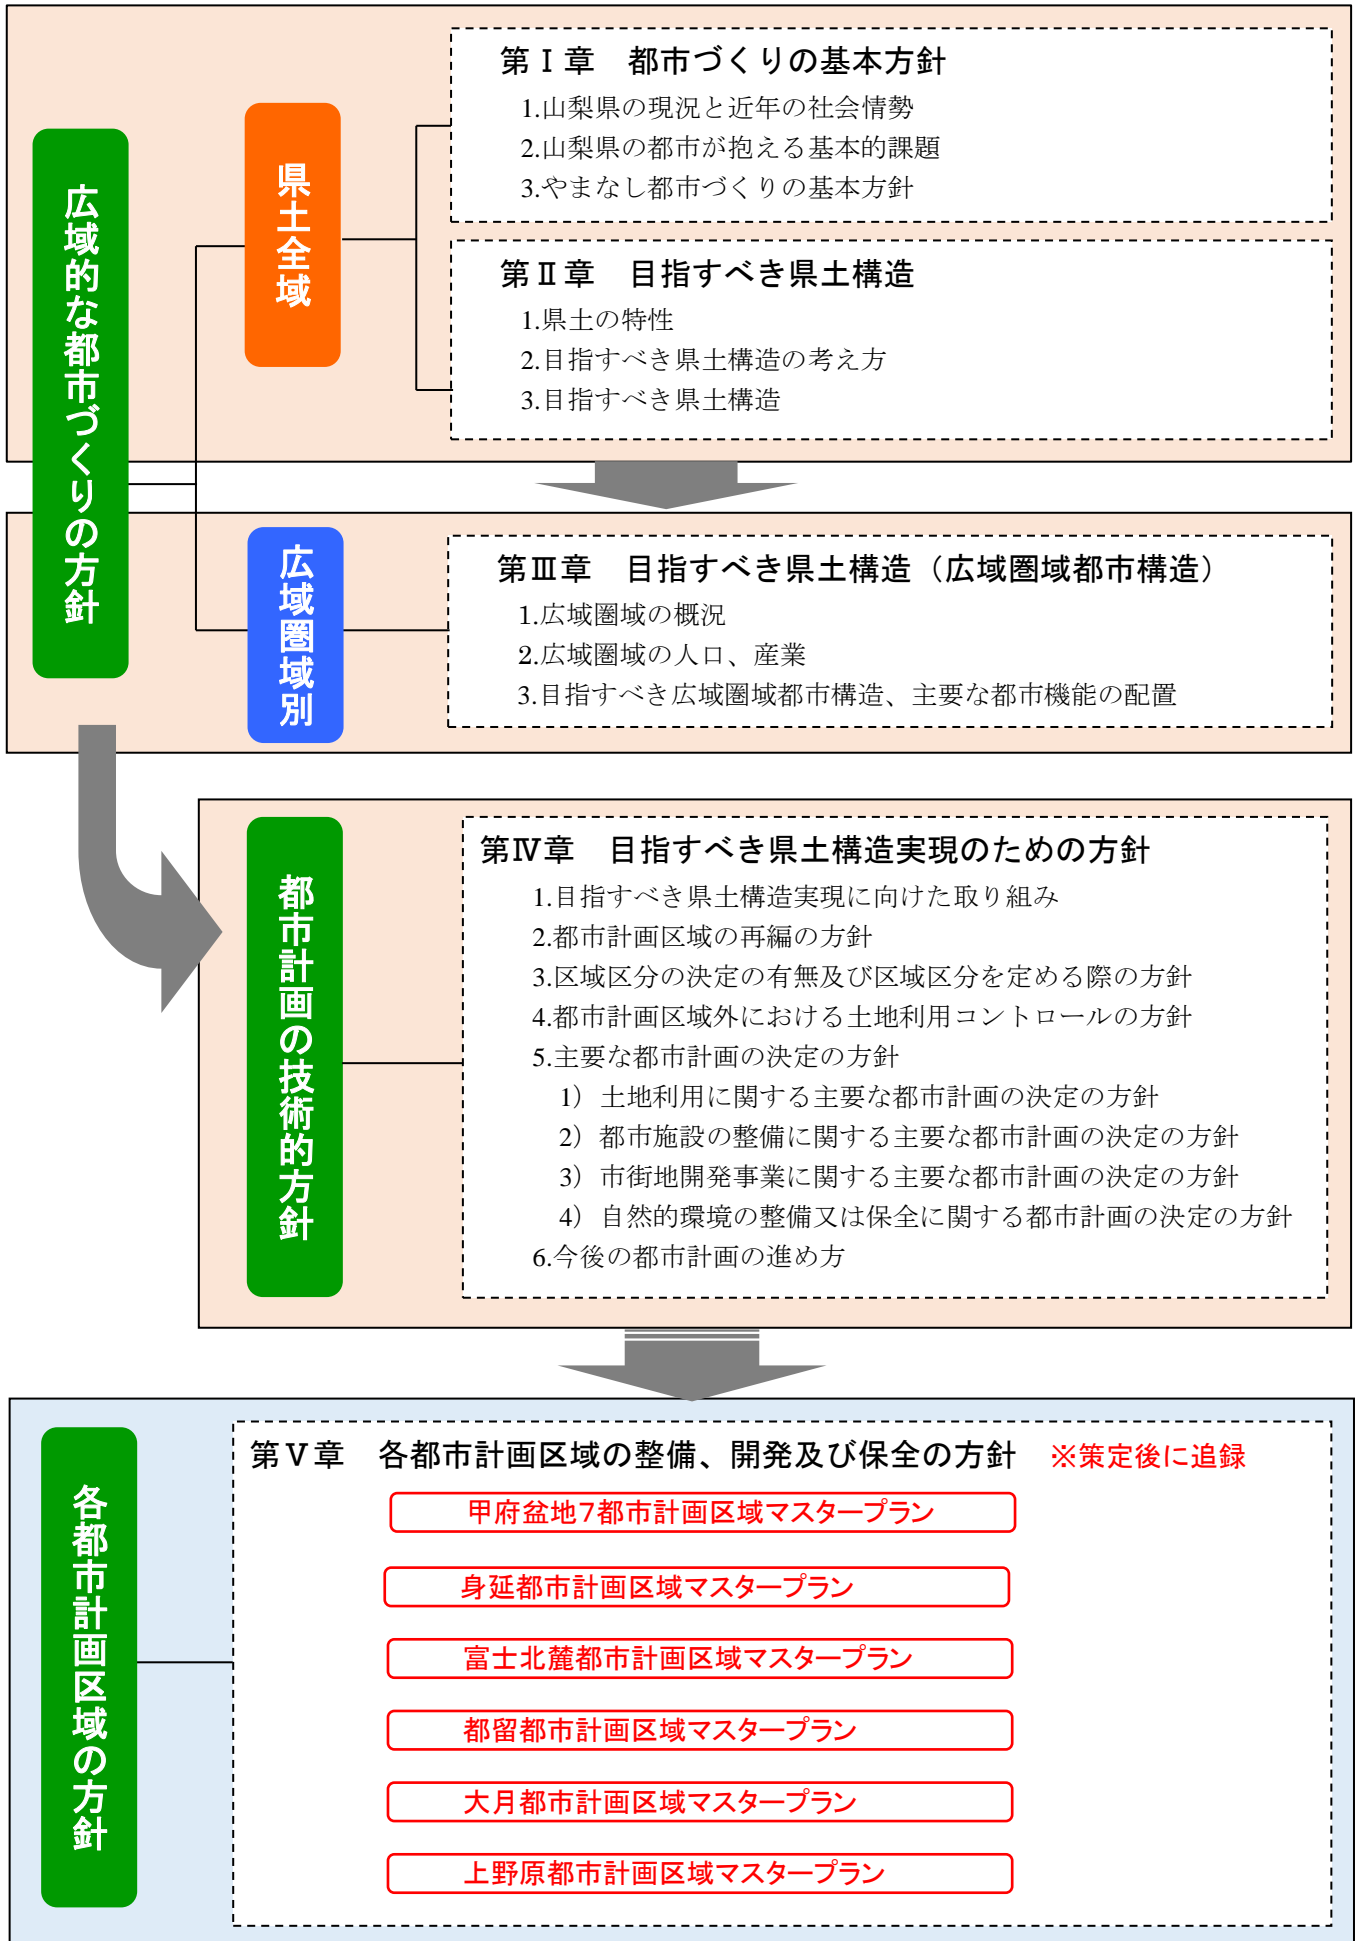 広域的な都市づくりの方針
県土全域
第Ⅰ章　都市づくりの基本方針
1.山梨県の現況と近年の社会情勢
2.山梨県の都市が抱える基本的課題
3.やまなし都市づくりの基本方針
第Ⅱ章　目指すべき県土構造
1.県土の特性
2.目指すべき県土構造の考え方
3.目指すべき県土構造
広域圏域別
第Ⅲ章　目指すべき県土構造（広域圏域都市構造）
1.広域圏域の概況
2.広域圏域の人口、産業
3.目指すべき広域圏域都市構造、主要な都市機能の配置
都市計画の技術的方針
第Ⅳ章　目指すべき県土構造実現のための方針
1.目指すべき県土構造実現に向けた取り組み
2.都市計画区域の再編の方針
3.区域区分の決定の有無及び区域区分を定める際の方針
4.都市計画区域外における土地利用コントロールの方針
5.主要な都市計画の決定の方針
1）土地利用に関する主要な都市計画の決定の方針
2）都市施設の整備に関する主要な都市計画の決定の方針
3）市街地開発事業に関する主要な都市計画の決定の方針
4）自然的環境の整備又は保全に関する都市計画の決定の方針
6.今後の都市計画の進め方
各都市計画区域の方針
第Ⅴ章　各都市計画区域の整備、開発及び保全の方針　※策定後に追録
甲府盆地7都市計画区域マスタープラン
身延都市計画区域マスタープラン
富士北麓都市計画区域マスタープラン
都留都市計画区域マスタープラン
大月都市計画区域マスタープラン
上野原都市計画区域マスタープラン